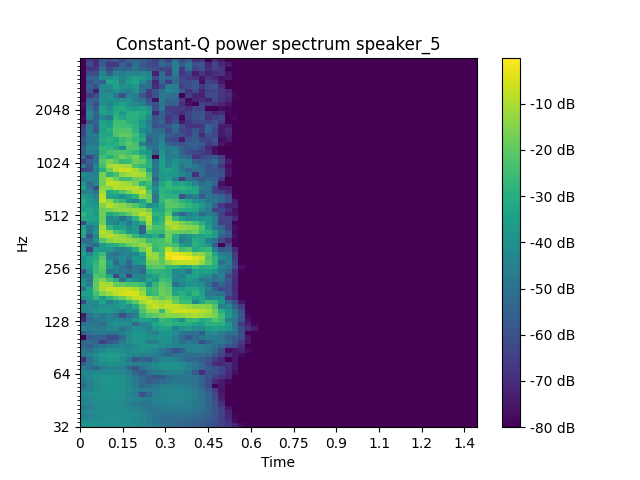 Constant-Q power spectrum speaker_5
Hz
2048
1024
512
256
128
64
32
0 0.15 0.3 0.45 0.6 0.75 0.9 1.1 1.2 1.4
Time
-10 dB
-20 dB
-30 dB
-40 dB
-50 dB
-60 dB
-70 dB
-80 dB